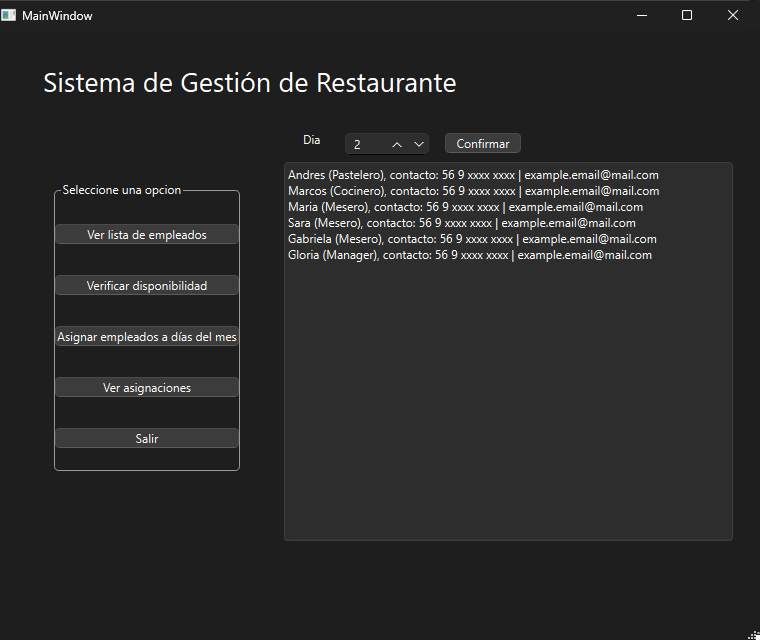 MainWindow
Sistema de Gestión de Restaurante
Dia
2
Confirmar
Seleccione una opcion
Ver lista de empleados
Verificar disponibilidad
Asignar empleados a días del mes
Ver asignaciones
Salir
Andres (Pastelero), contacto: 56 9 xxxx xxxx | example.email@mail.com
Marcos (Cocinero), contacto: 56 9 xxxx xxxx | example.email@mail.com
Maria (Mesero), contacto: 56 9 xxxx xxxx | example.email@mail.com
Sara (Mesero), contacto: 56 9 xxxx xxxx | example.email@mail.com
Gabriela (Mesero), contacto: 56 9 xxxx xxxx | example.email@mail.com
Gloria (Manager), contacto: 56 9 xxxx xxxx | example.email@mail.com